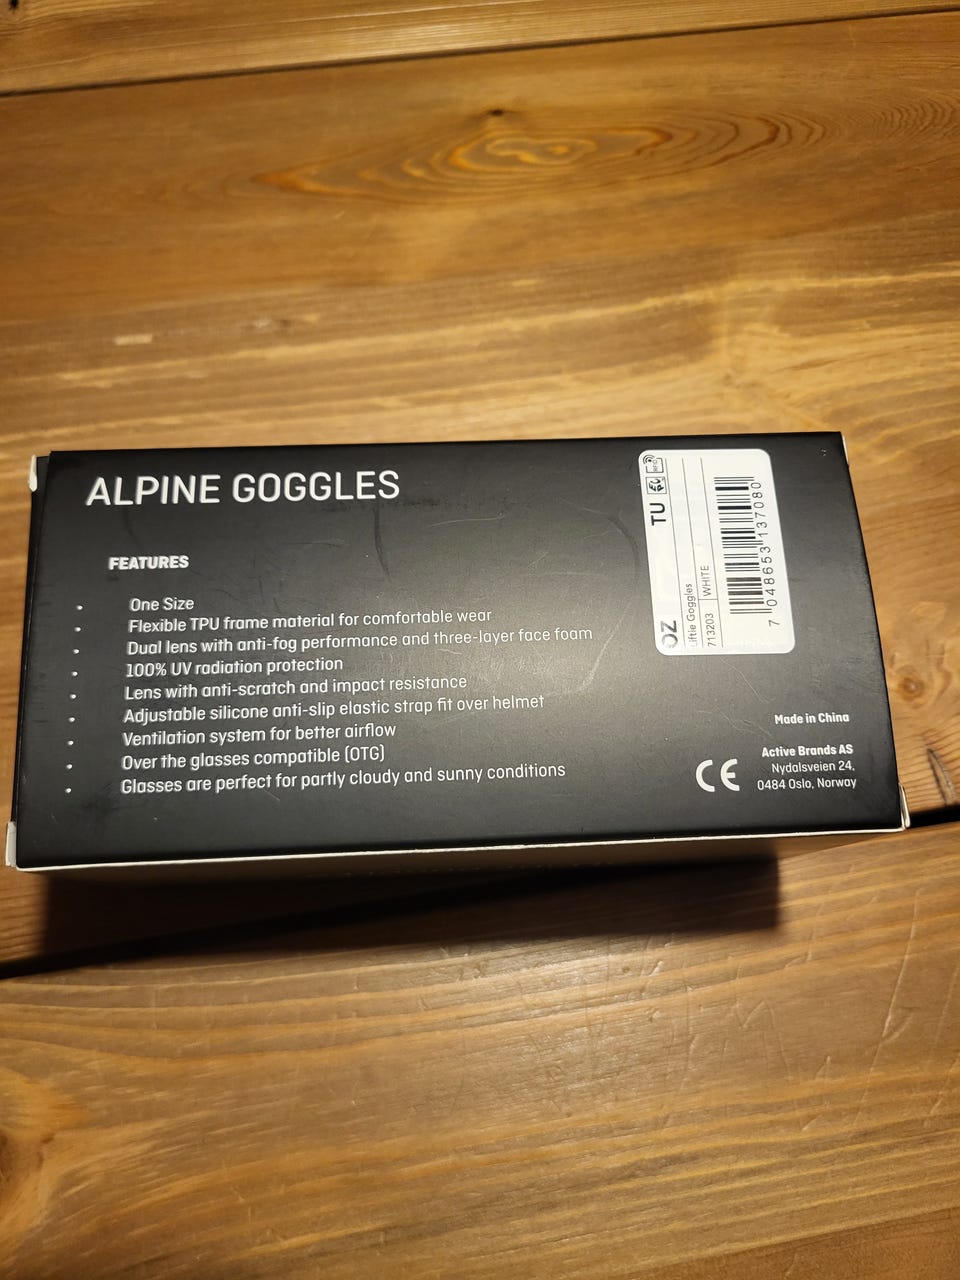 ALPINE GOGGLES
FEATURES
• One Size
• Flexible TPU frame material for comfortable wear
• Dual lens with anti-fog performance and three-layer face foam
• 100% UV radiation protection
• Lens with anti-scratch and impact resistance
• Adjustable silicone anti-slip elastic strap fit over helmet
• Ventilation system for better airflow
• Over the glasses compatible (OTG)
• Glasses are perfect for partly cloudy and sunny conditions
OZ TU
Liftie Goggles
713203 WHITE
7 048653 137080
RFID
Made in China
CE
Active Brands AS
Nydalsveien 24,
0484 Oslo, Norway